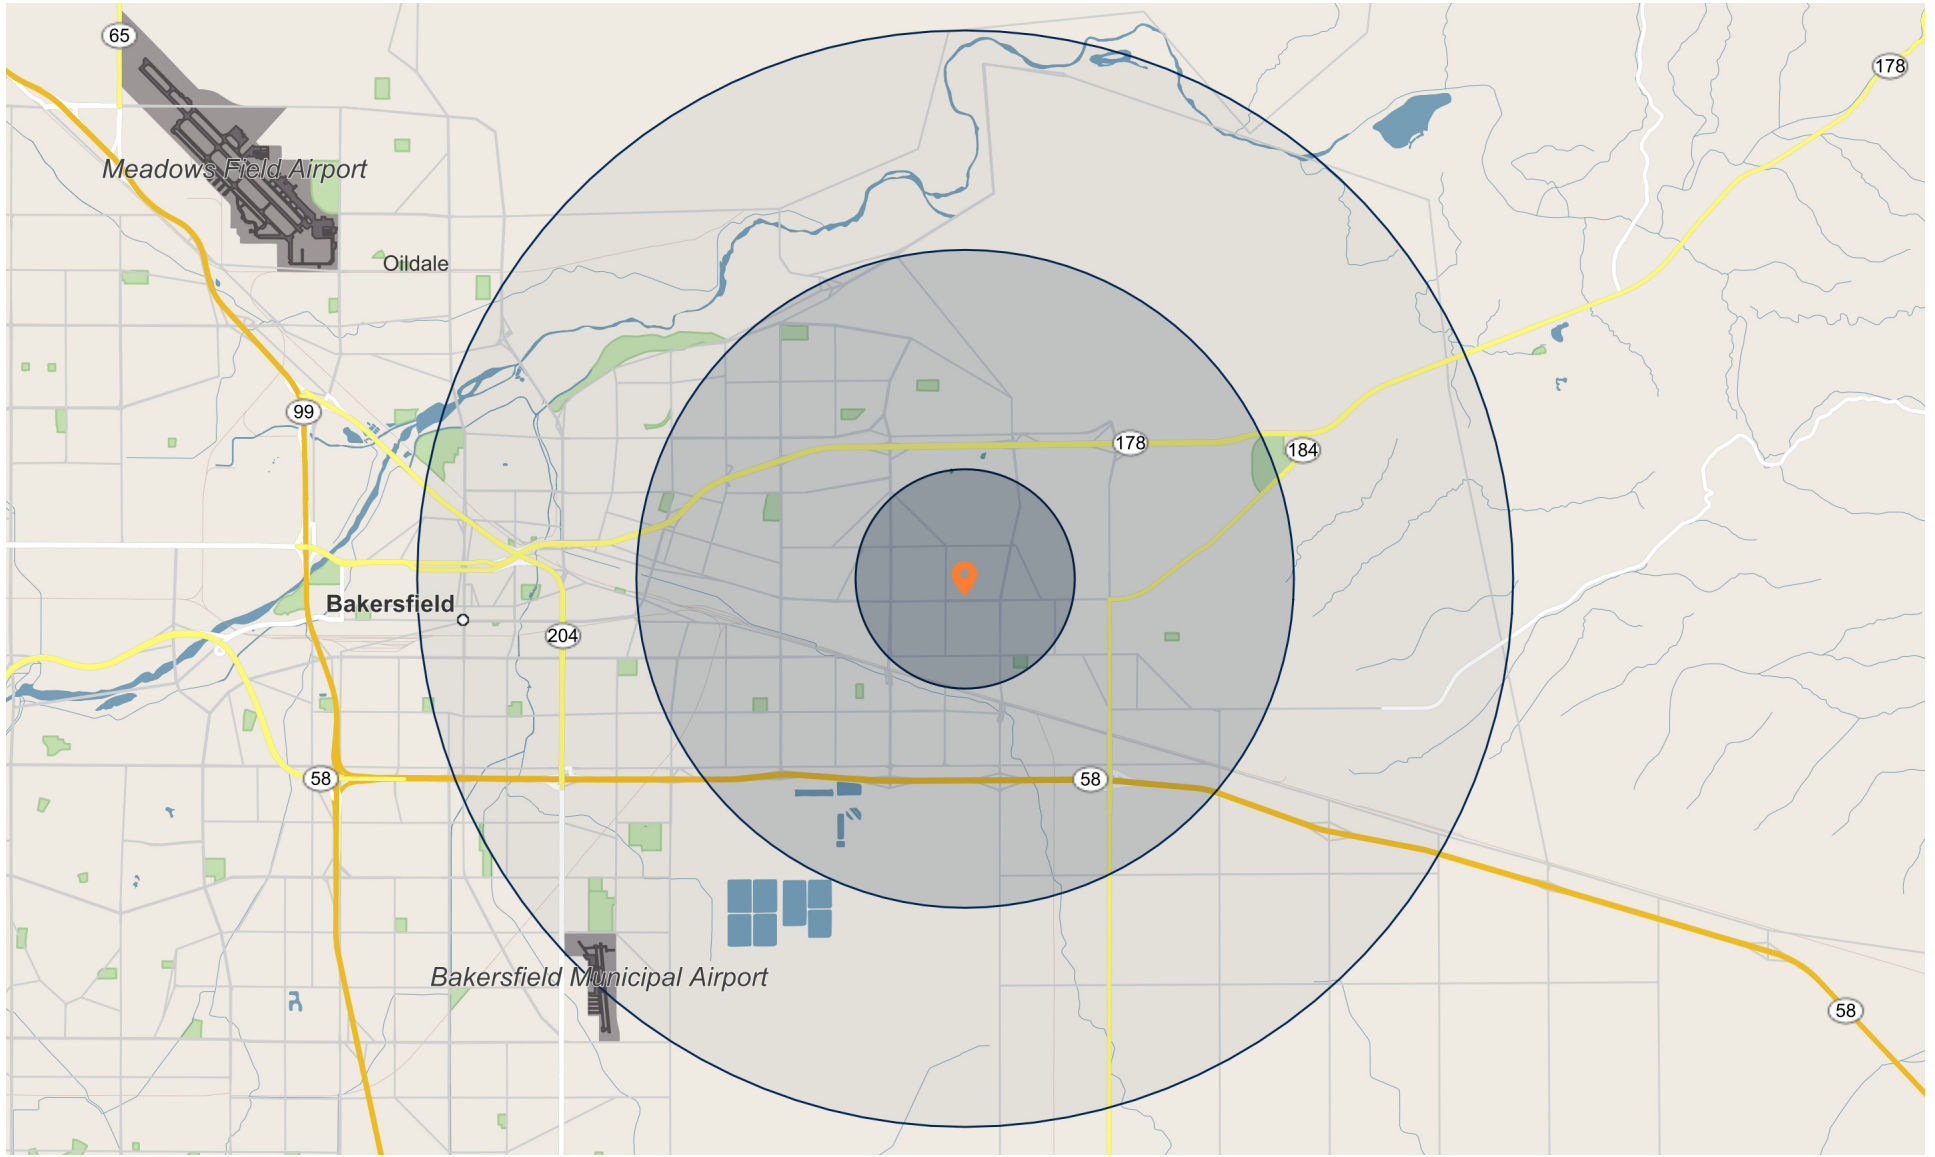 65
178
Meadows Field Airport
Oildale
99
178
184
Bakersfield
204
58
58
Bakersfield Municipal Airport
58